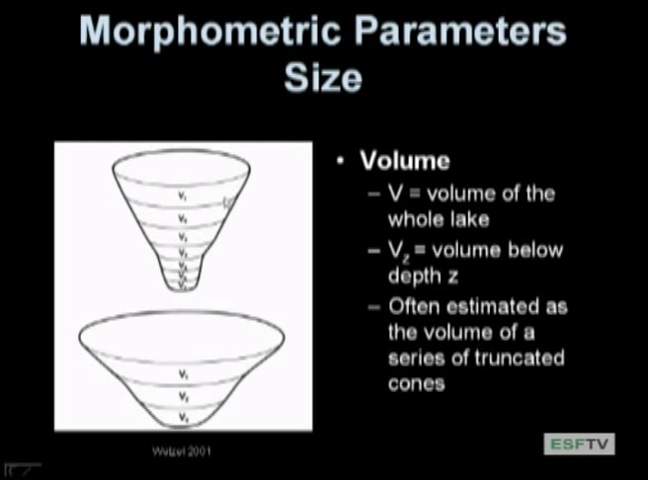 Morphometric Parameters
Size
• Volume
– V = volume of the
whole lake
– Vz = volume below
depth z
– Often estimated as
the volume of a
series of truncated
cones
Wetzel 2001
ESFTV